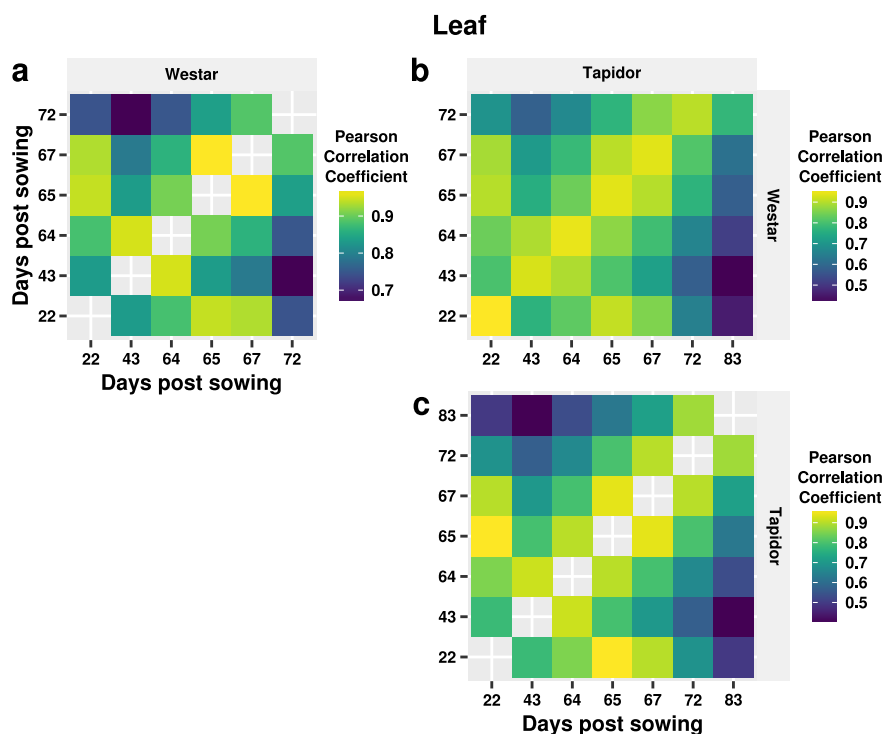 Leaf
a
Westar
Days post sowing
72
67
65
64
43
22
22 43 64 65 67 72
Days post sowing
Pearson
Correlation
Coefficient
0.9
0.8
0.7
b
Tapidor
72
67
65
64
43
22
22 43 64 65 67 72 83
Westar
Pearson
Correlation
Coefficient
0.9
0.8
0.7
0.6
0.5
c
83
72
67
65
64
43
22
22 43 64 65 67 72 83
Days post sowing
Tapidor
Pearson
Correlation
Coefficient
0.9
0.8
0.7
0.6
0.5